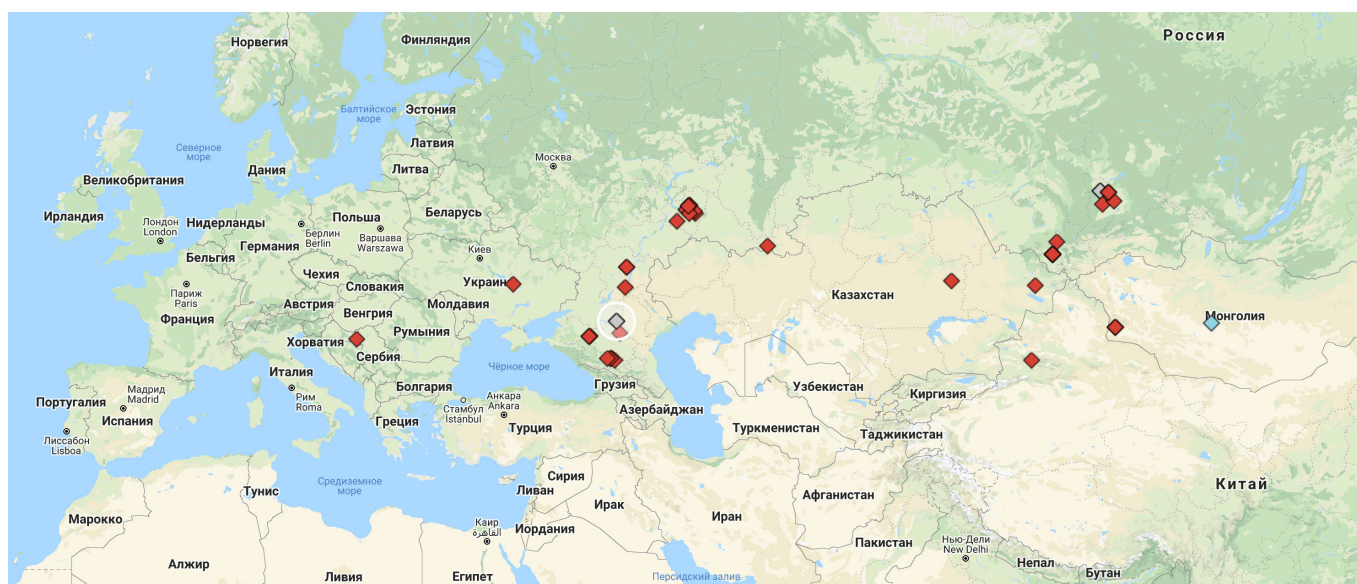 Россия
Норвегия
Финляндия
Балтийское
море
Эстония
Северное
море
Латвия
Москва
Дания
Литва
Великобритания
Ирландия
Лондон
London
Нидерланды
Польша
Беларусь
Берлин
Berlin
Варшава
Warszawa
Германия
Бельгия
Киев
Чехия
Украин
Париж
Paris
Словакия
Казахстан
Австрия
Молдавия
Франция
Венгрия
Монголия
Румыния
Хорватия
Сербия
Чёрное море
Италия
Грузия
Узбекистан
Болгария
Мадрид
Madrid
Рим
Roma
Анкара
Ankara
Киргизия
Португалия
Стамбул
İstanbul
Азербайджан
Испания
Греция
Турция
Туркменистан
Таджикистан
Лиссабон
Lisboa
Сирия
Средиземное
море
Тунис
Ливан
Китай
Афганистан
Ирак
Иран
Марокко
Каир
القاهرة
Иордания
Пакистан
Нью-Дели
New Delhi
Алжир
Непал
Ливия
Египет
Персидский залив
Бутан